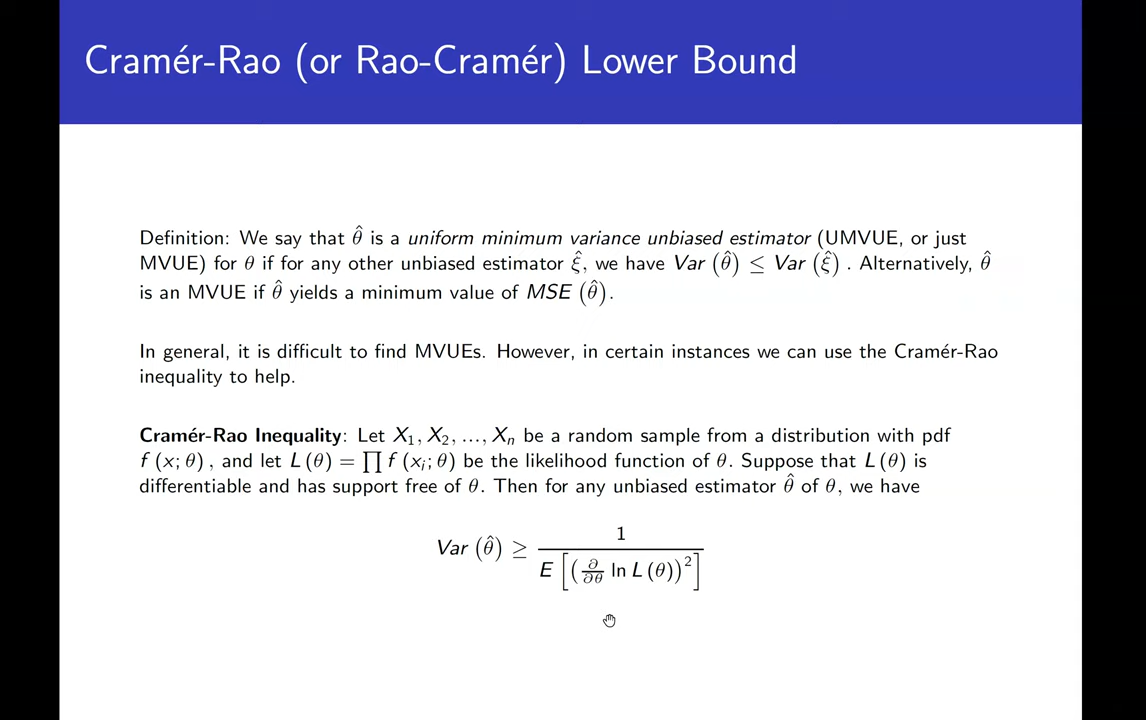 Cramér-Rao (or Rao-Cramér) Lower Bound
Definition: We say that θ̂ is a uniform minimum variance unbiased estimator (UMVUE, or just
MVUE) for θ if for any other unbiased estimator ξ̂, we have Var (θ̂) ≤ Var (ξ̂) . Alternatively, θ̂
is an MVUE if θ̂ yields a minimum value of MSE (θ̂).
In general, it is difficult to find MVUEs. However, in certain instances we can use the Cramér-Rao
inequality to help.
Cramér-Rao Inequality: Let X₁, X₂, ..., Xₙ be a random sample from a distribution with pdf
f (x; θ) , and let L (θ) = ∏ f (xᵢ; θ) be the likelihood function of θ. Suppose that L (θ) is
differentiable and has support free of θ. Then for any unbiased estimator θ̂ of θ, we have
Var (θ̂) ≥ 1 / E [(∂/∂θ ln L (θ))²]